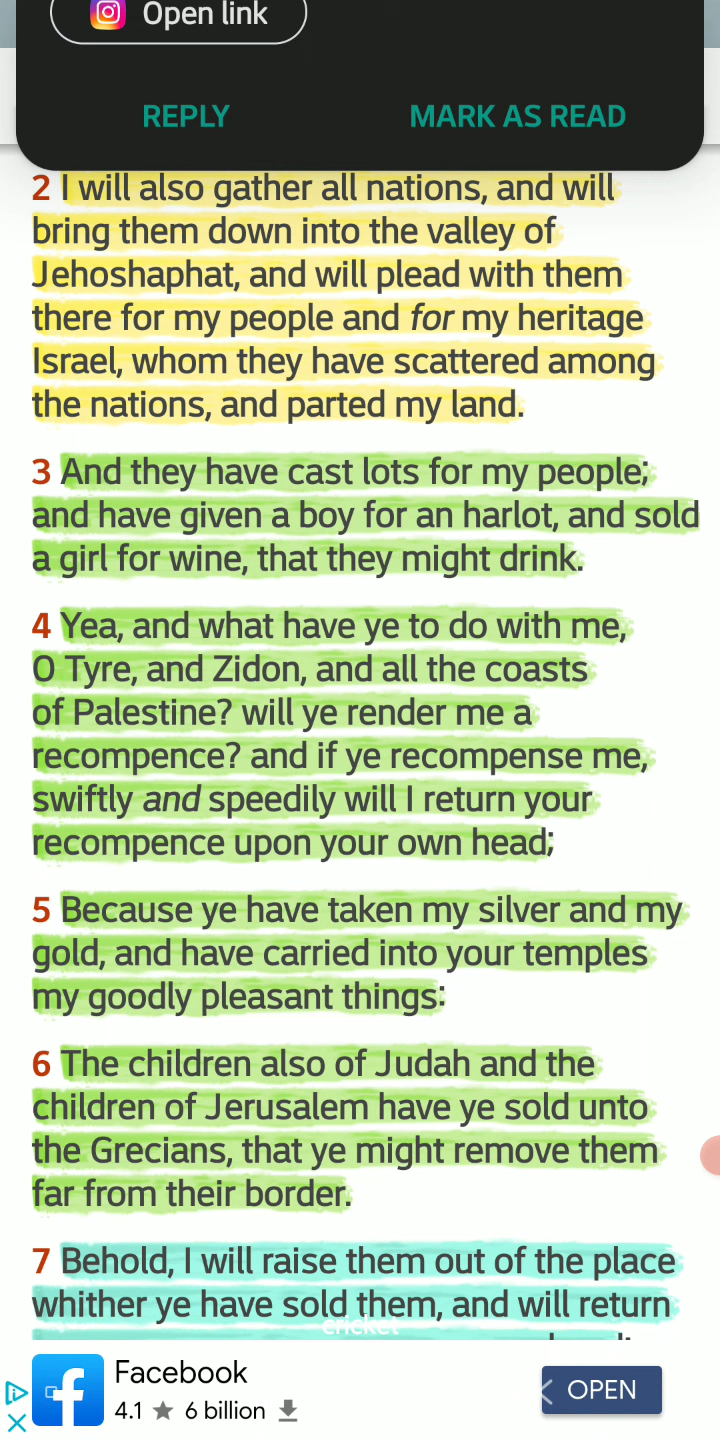 Open link
REPLY MARK AS READ
2 I will also gather all nations, and will
bring them down into the valley of
Jehoshaphat, and will plead with them
there for my people and for my heritage
Israel, whom they have scattered among
the nations, and parted my land.
3 And they have cast lots for my people;
and have given a boy for an harlot, and sold
a girl for wine, that they might drink.
4 Yea, and what have ye to do with me,
O Tyre, and Zidon, and all the coasts
of Palestine? will ye render me a
recompence? and if ye recompense me,
swiftly and speedily will I return your
recompence upon your own head;
5 Because ye have taken my silver and my
gold, and have carried into your temples
my goodly pleasant things:
6 The children also of Judah and the
children of Jerusalem have ye sold unto
the Grecians, that ye might remove them
far from their border.
7 Behold, I will raise them out of the place
whither ye have sold them, and will return
cricket
Facebook
4.1 ★ 6 billion
OPEN